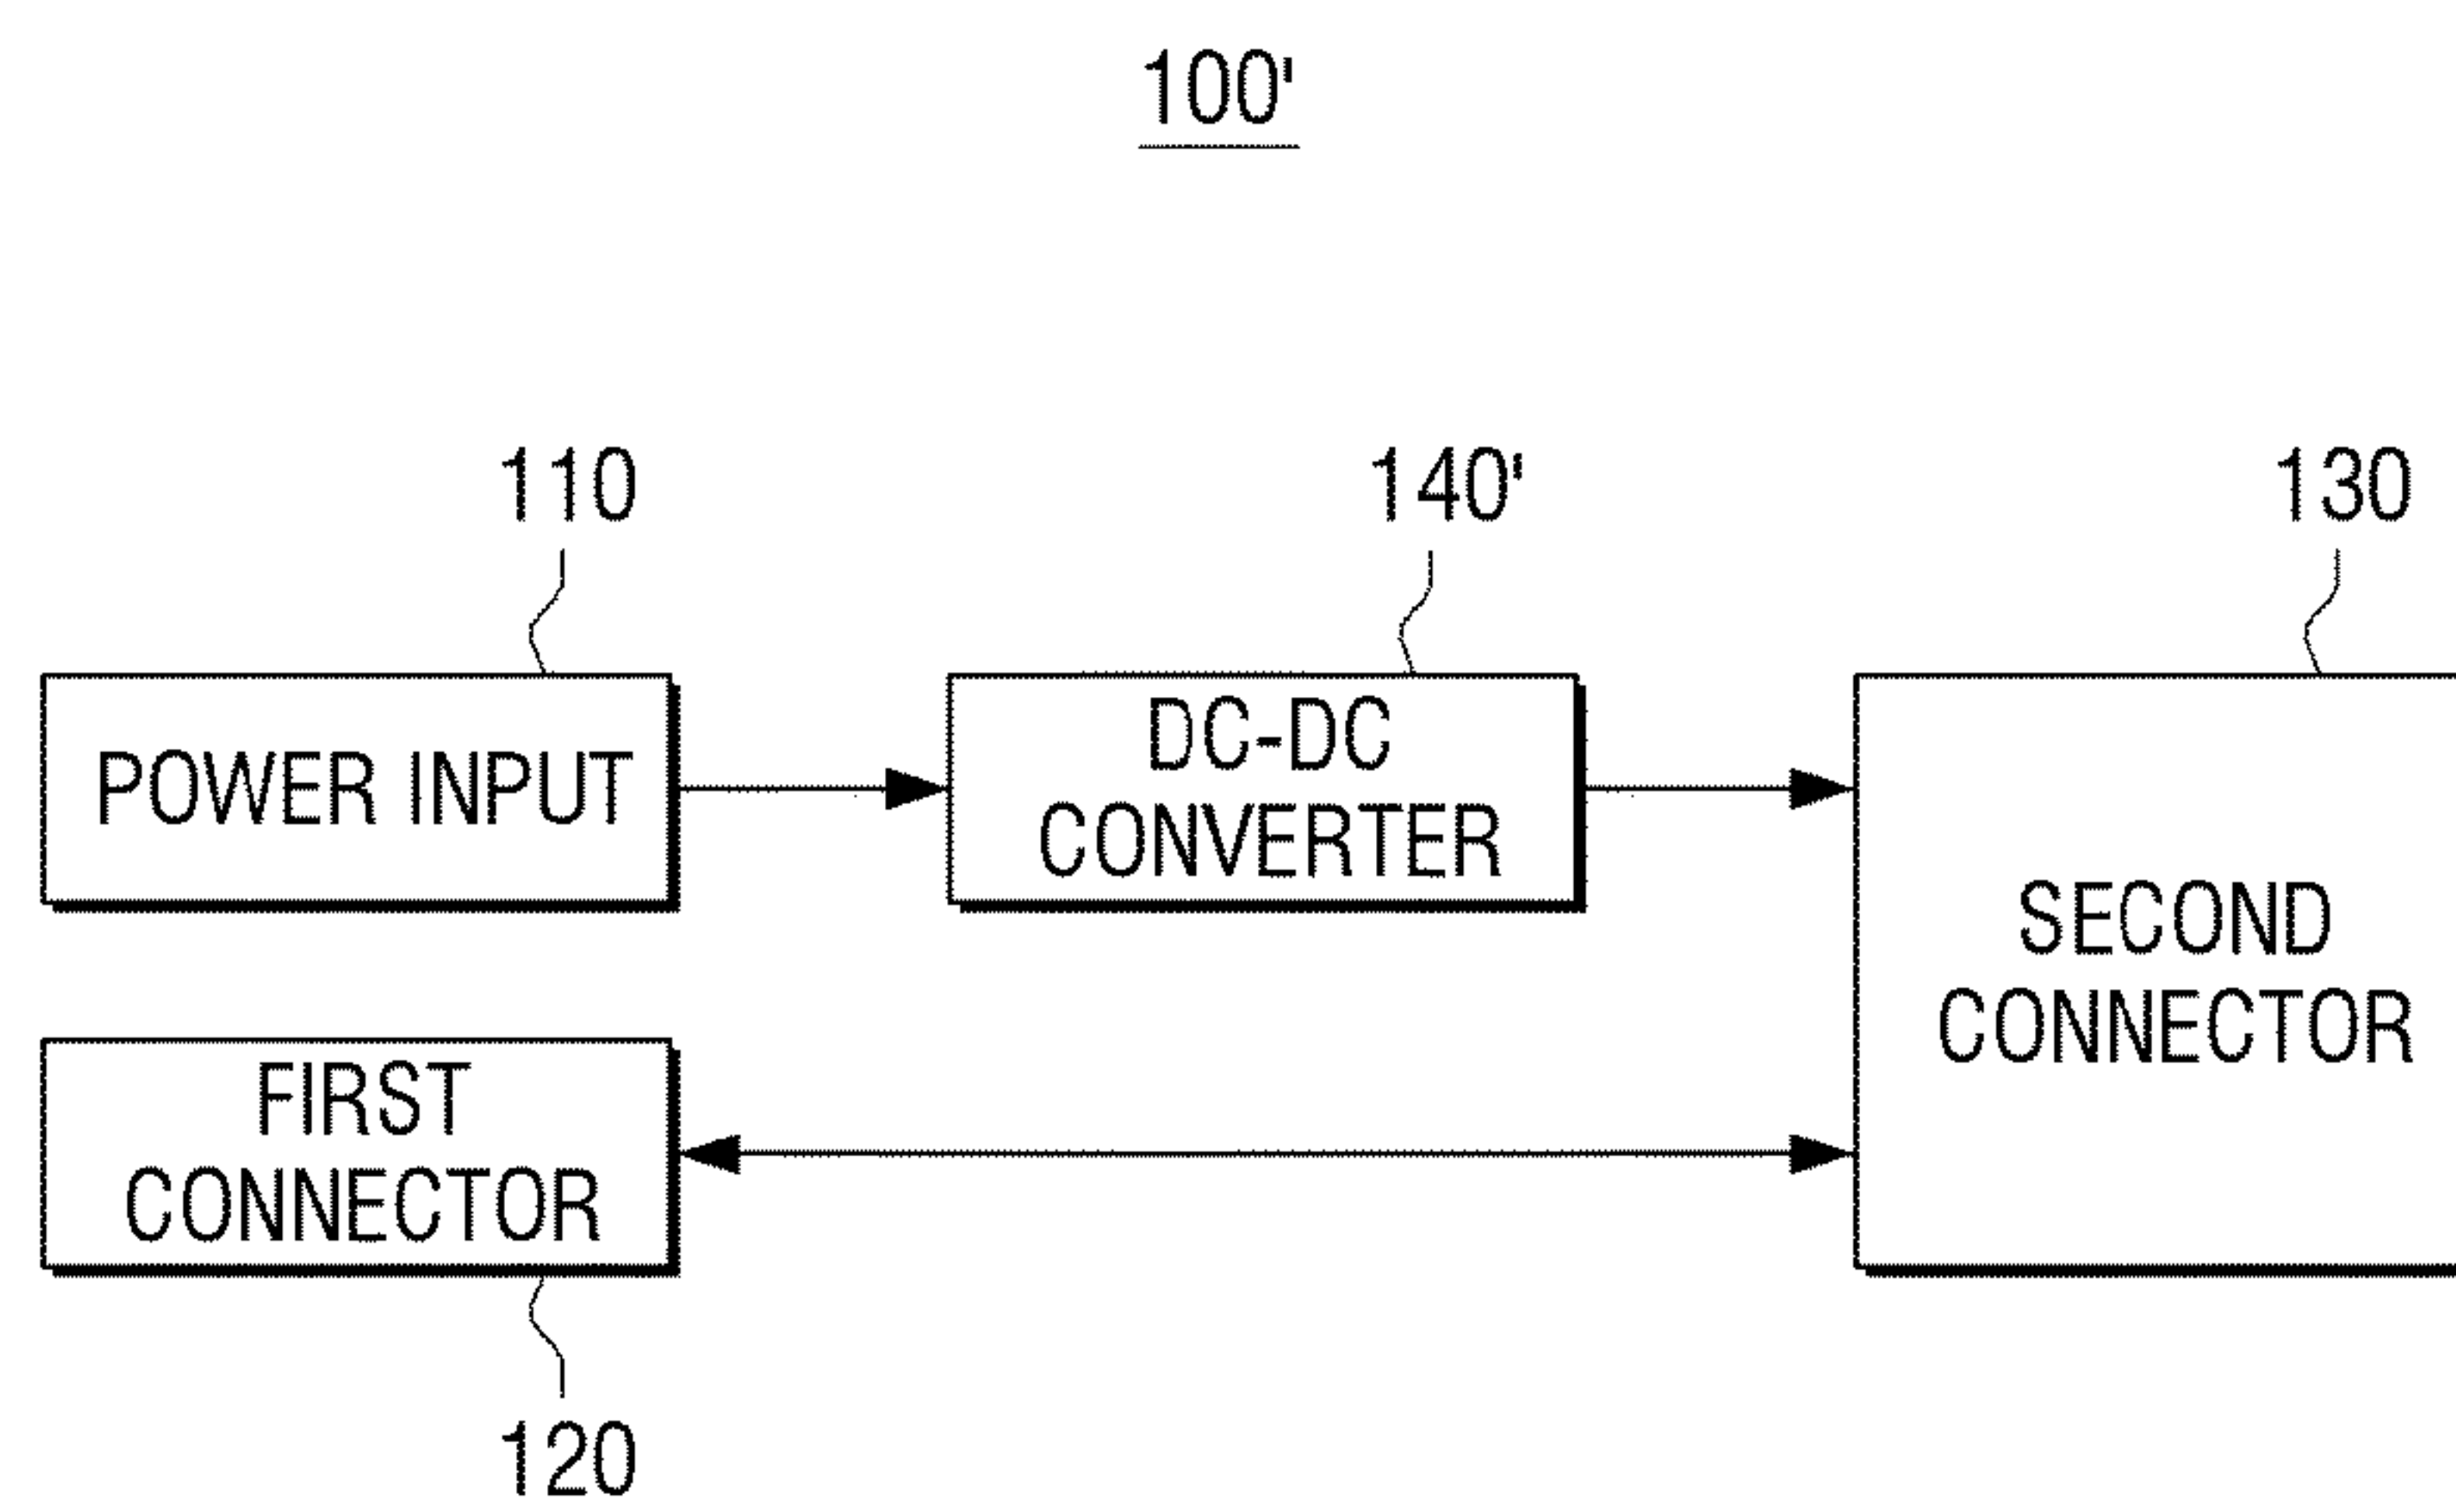 100'
110
140'
130
POWER INPUT
DC-DC
CONVERTER
SECOND
CONNECTOR
FIRST
CONNECTOR
120